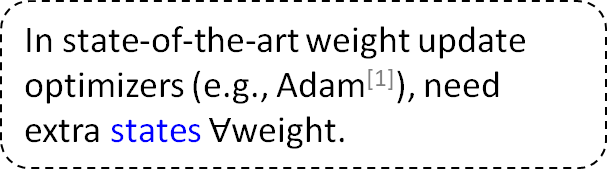 In state-of-the-art weight update
optimizers (e.g., Adam[1]), need
extra states ∀weight.